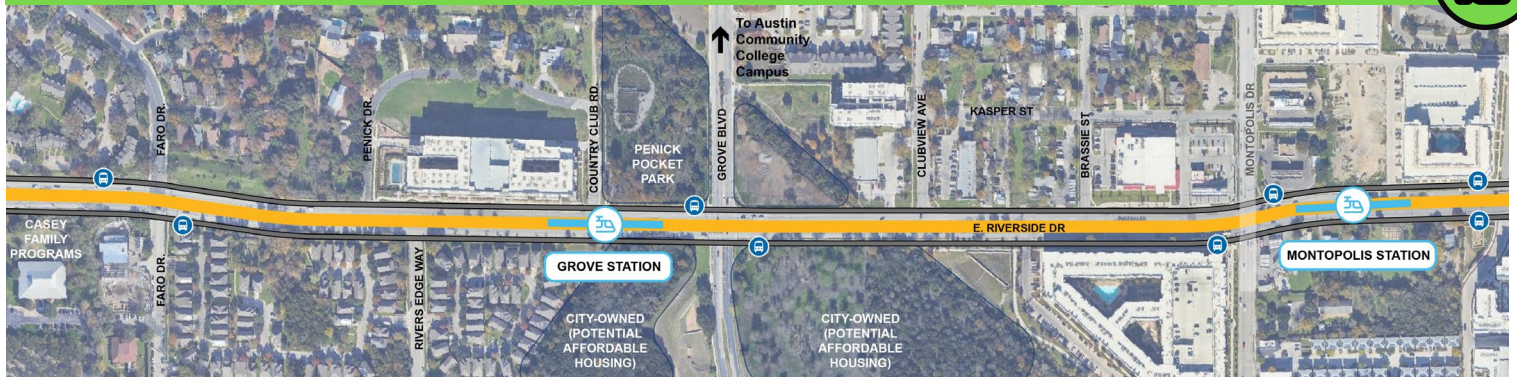 To Austin
Community
College
Campus
FARO DR.
PENICK DR.
COUNTRY CLUB RD.
PENICK
POCKET
PARK
GROVE BLVD
CLUBVIEW AVE
KASPER ST
BRASSIE ST
MONTOPOLIS DR
CASEY
FAMILY
PROGRAMS
FARO DR.
RIVERS EDGE WAY
GROVE STATION
E. RIVERSIDE DR
MONTOPOLIS STATION
CITY-OWNED
(POTENTIAL
AFFORDABLE
HOUSING)
CITY-OWNED
(POTENTIAL
AFFORDABLE
HOUSING)